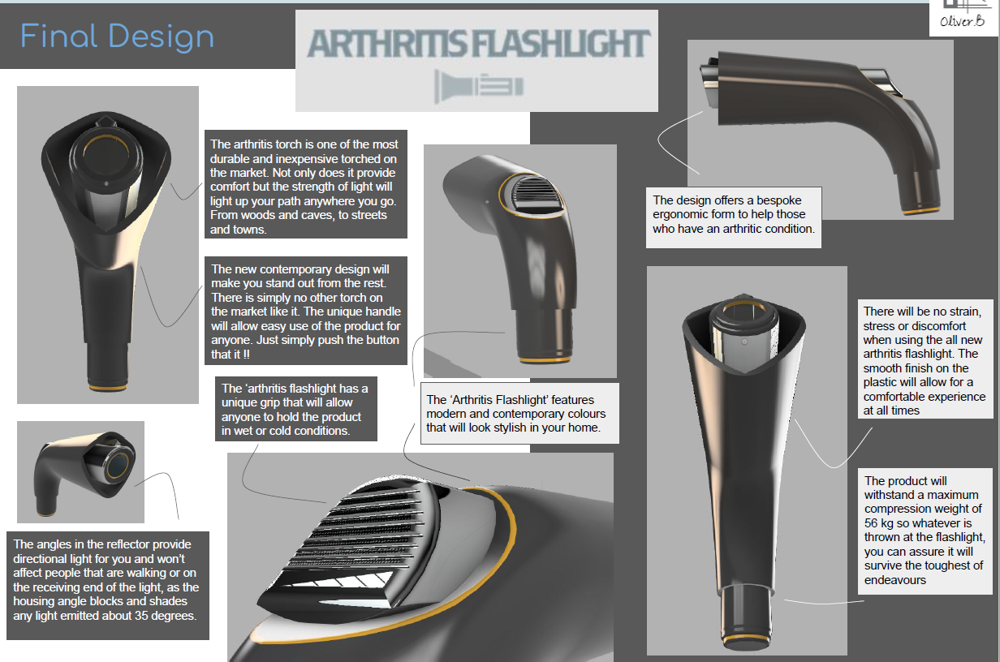 Final Design
ARTHRITIS FLASHLIGHT
Oliver.B
The arthritis torch is one of the most
durable and inexpensive torched on
the market. Not only does it provide
comfort but the strength of light will
light up your path anywhere you go.
From woods and caves, to streets
and towns.
The design offers a bespoke
ergonomic form to help those
who have an arthritic condition.
The new contemporary design will
make you stand out from the rest.
There is simply no other torch on
the market like it. The unique handle
will allow easy use of the product for
anyone. Just simply push the button
that it !!
There will be no strain,
stress or discomfort
when using the all new
arthritis flashlight. The
smooth finish on the
plastic will allow for a
comfortable experience
at all times
The ‘arthritis flashlight has a
unique grip that will allow
anyone to hold the product
in wet or cold conditions.
The ‘Arthritis Flashlight’ features
modern and contemporary colours
that will look stylish in your home.
The product will
withstand a maximum
compression weight of
56 kg so whatever is
thrown at the flashlight,
you can assure it will
survive the toughest of
endeavours
The angles in the reflector provide
directional light for you and won’t
affect people that are walking or on
the receiving end of the light, as the
housing angle blocks and shades
any light emitted about 35 degrees.